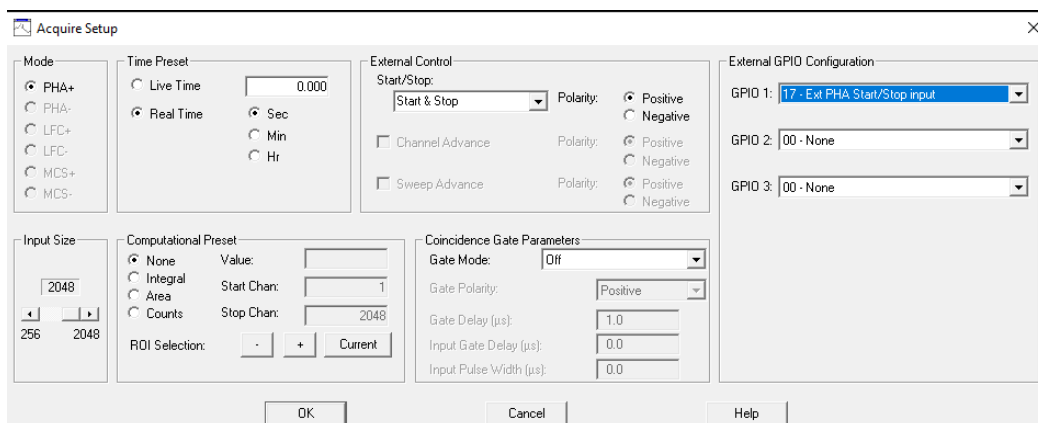 Acquire Setup
Mode
PHA+
PHA-
LFC+
LFC-
MCS+
MCS-
Time Preset
Live Time 0.000
Real Time Sec
Min
Hr
External Control
Start/Stop:
Start & Stop Polarity: Positive
Negative
Channel Advance Polarity: Positive
Negative
Sweep Advance Polarity: Positive
Negative
External GPIO Configuration
GPIO 1: 17 - Ext PHA Start/Stop input
GPIO 2: 00 - None
GPIO 3: 00 - None
Input Size
2048
256 2048
Computational Preset
None Value:
Integral Start Chan: 1
Area
Counts Stop Chan: 2048
ROI Selection: - + Current
Coincidence Gate Parameters
Gate Mode: Off
Gate Polarity: Positive
Gate Delay (µs): 1.0
Input Gate Delay (µs): 0.0
Input Pulse Width (µs): 0.0
OK Cancel Help